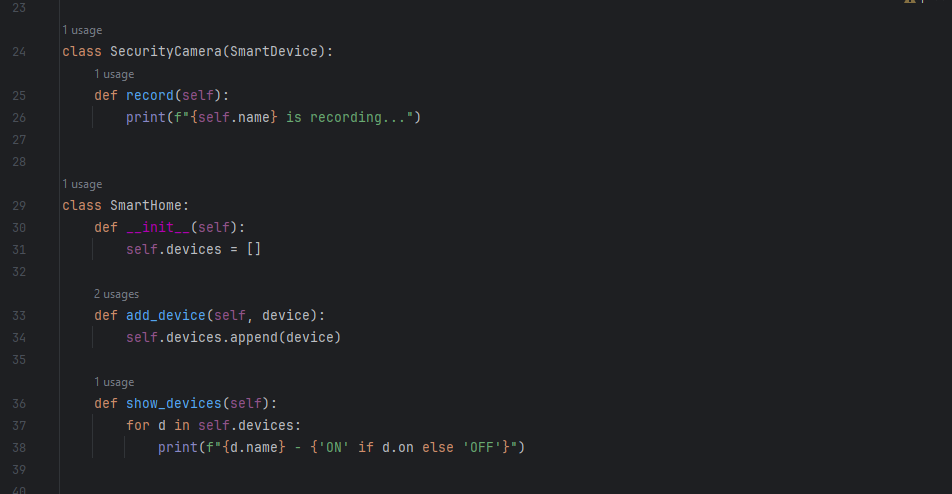 23
1 usage
24 class SecurityCamera(SmartDevice):
1 usage
25 def record(self):
26 print(f"{self.name} is recording...")
27
28
1 usage
29 class SmartHome:
30 def __init__(self):
31 self.devices = []
32
2 usages
33 def add_device(self, device):
34 self.devices.append(device)
35
1 usage
36 def show_devices(self):
37 for d in self.devices:
38 print(f"{d.name} - {'ON' if d.on else 'OFF'}")
39
40